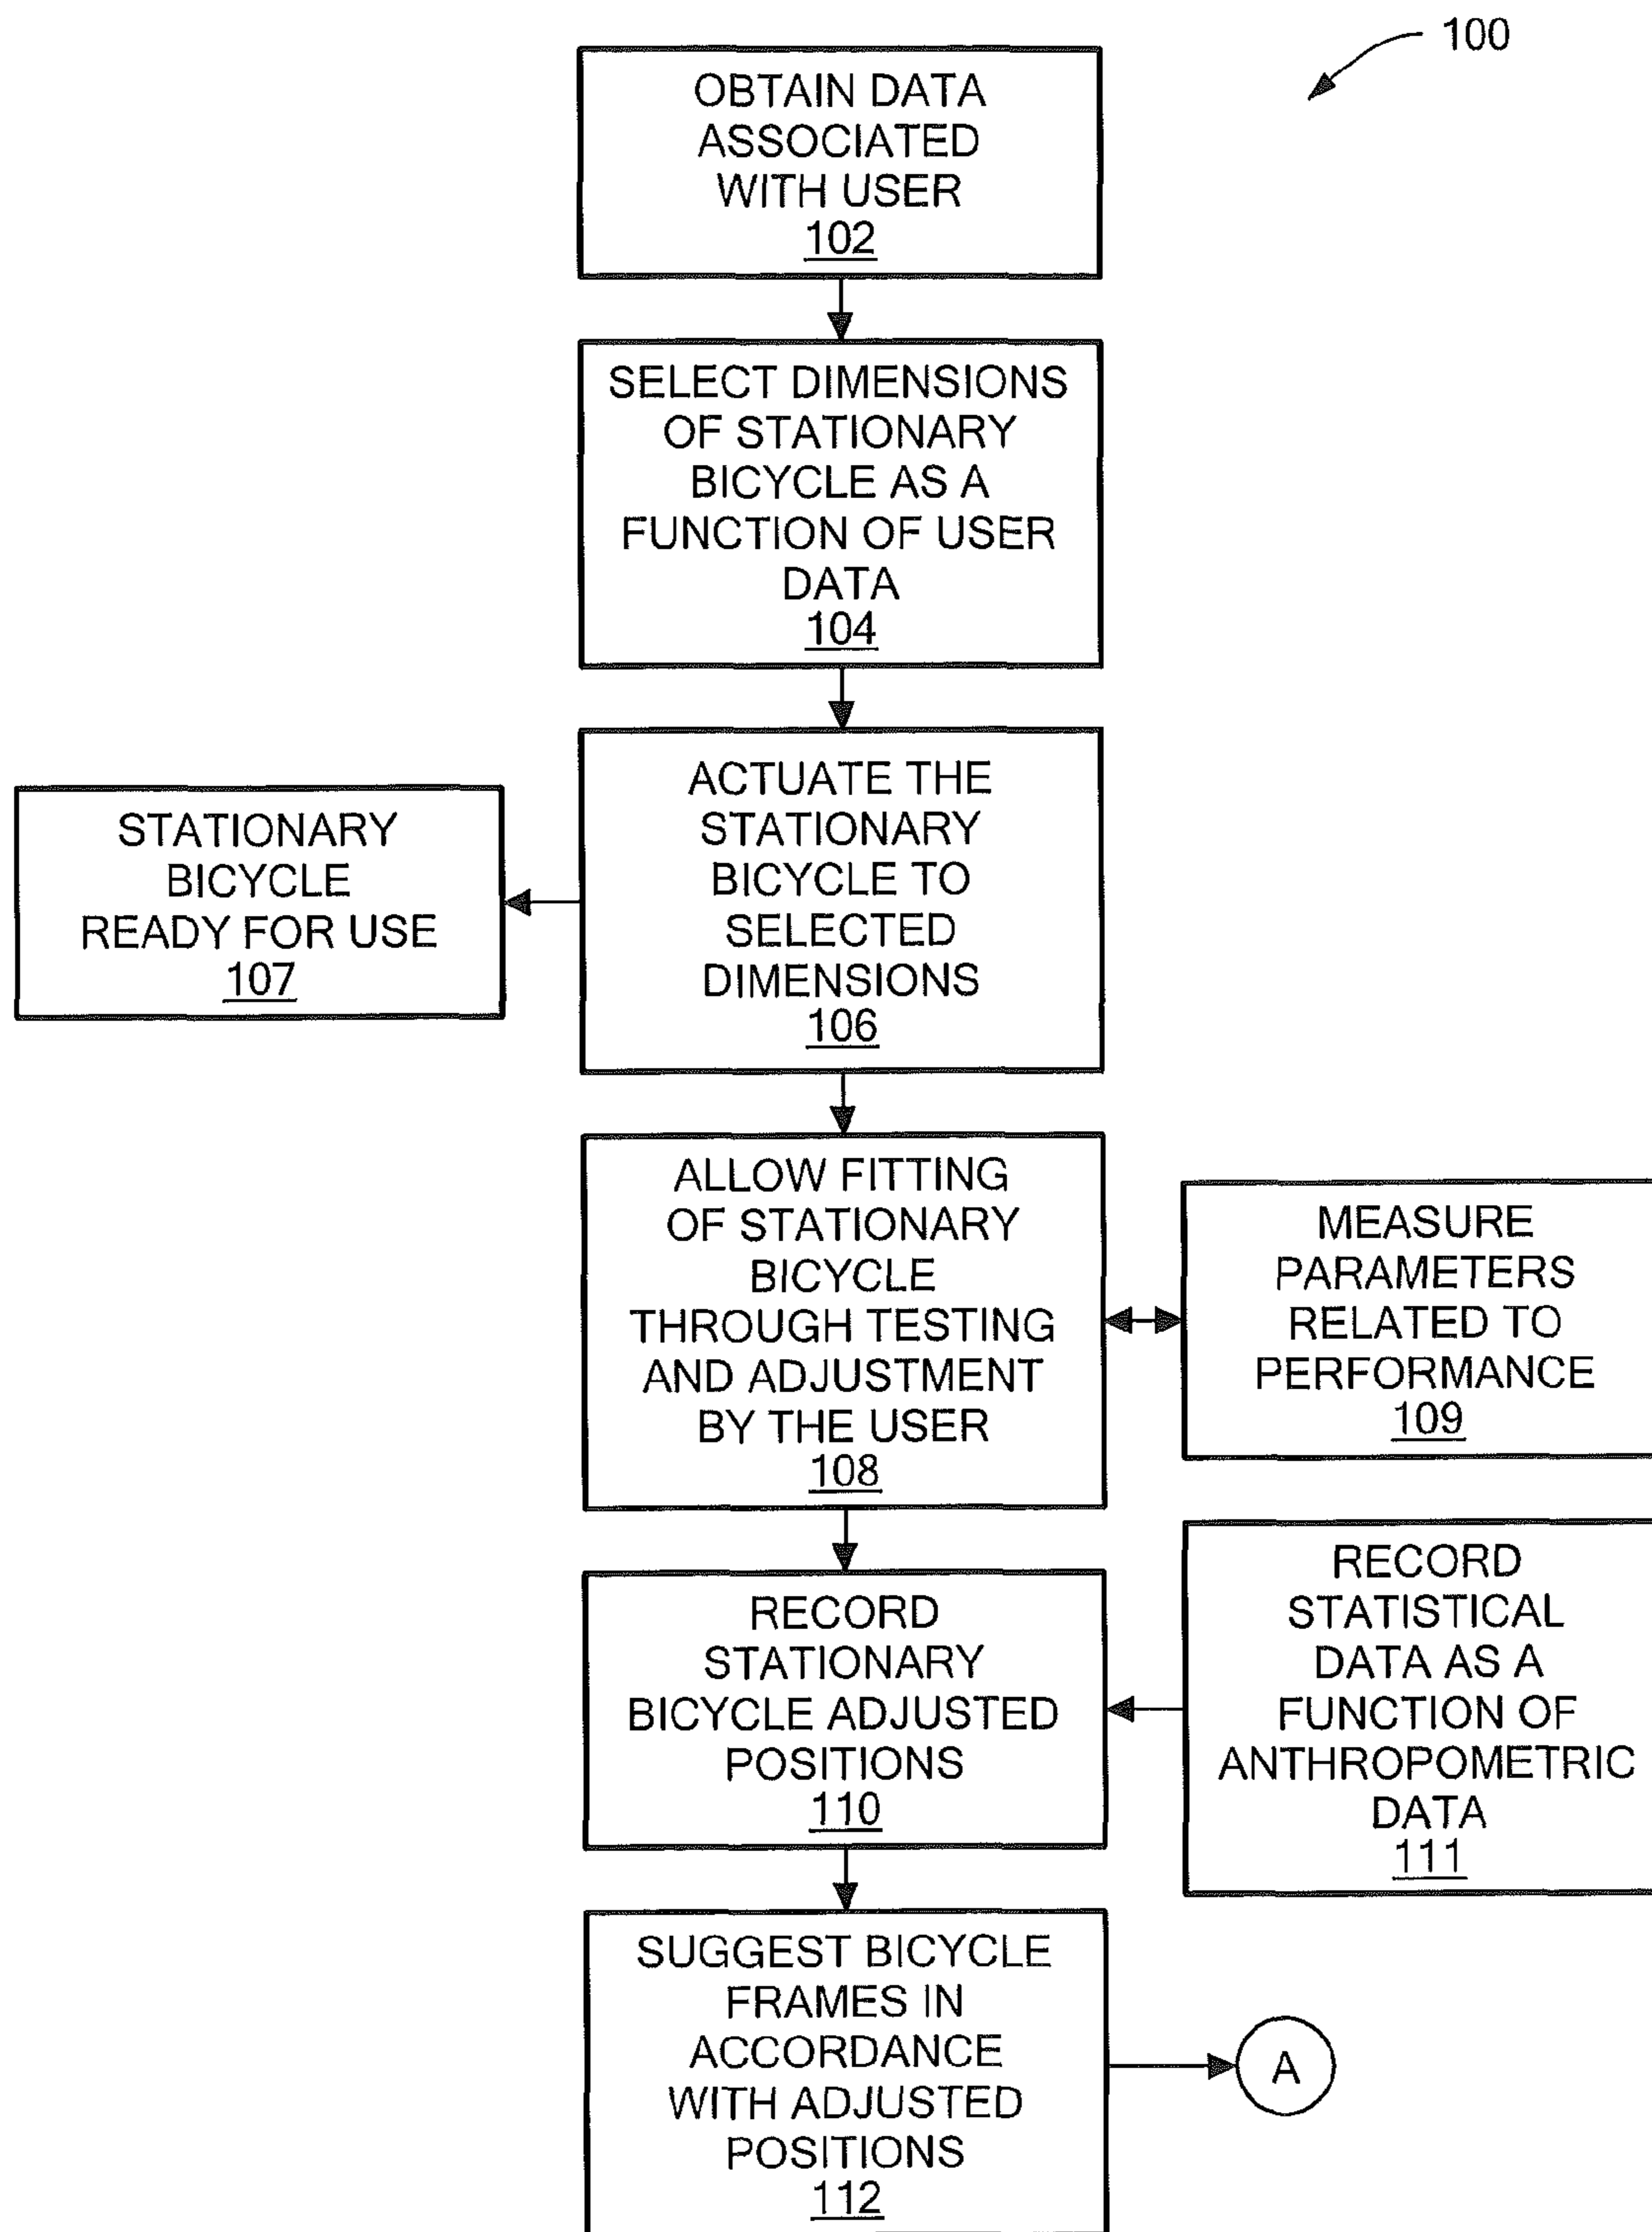 100
OBTAIN DATA
ASSOCIATED
WITH USER
102
SELECT DIMENSIONS
OF STATIONARY
BICYCLE AS A
FUNCTION OF USER
DATA
104
ACTUATE THE
STATIONARY
BICYCLE TO
SELECTED
DIMENSIONS
106
STATIONARY
BICYCLE
READY FOR USE
107
ALLOW FITTING
OF STATIONARY
BICYCLE
THROUGH TESTING
AND ADJUSTMENT
BY THE USER
108
MEASURE
PARAMETERS
RELATED TO
PERFORMANCE
109
RECORD
STATIONARY
BICYCLE ADJUSTED
POSITIONS
110
RECORD
STATISTICAL
DATA AS A
FUNCTION OF
ANTHROPOMETRIC
DATA
111
SUGGEST BICYCLE
FRAMES IN
ACCORDANCE
WITH ADJUSTED
POSITIONS
112
A